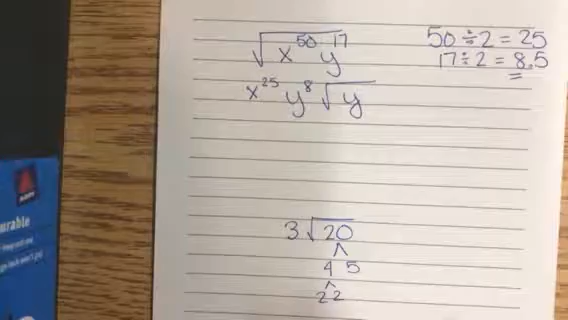 √x⁵⁰y¹⁷
50÷2=25
17÷2=8.5
x²⁵y⁸√y
3√20
4 5
2 2
urable